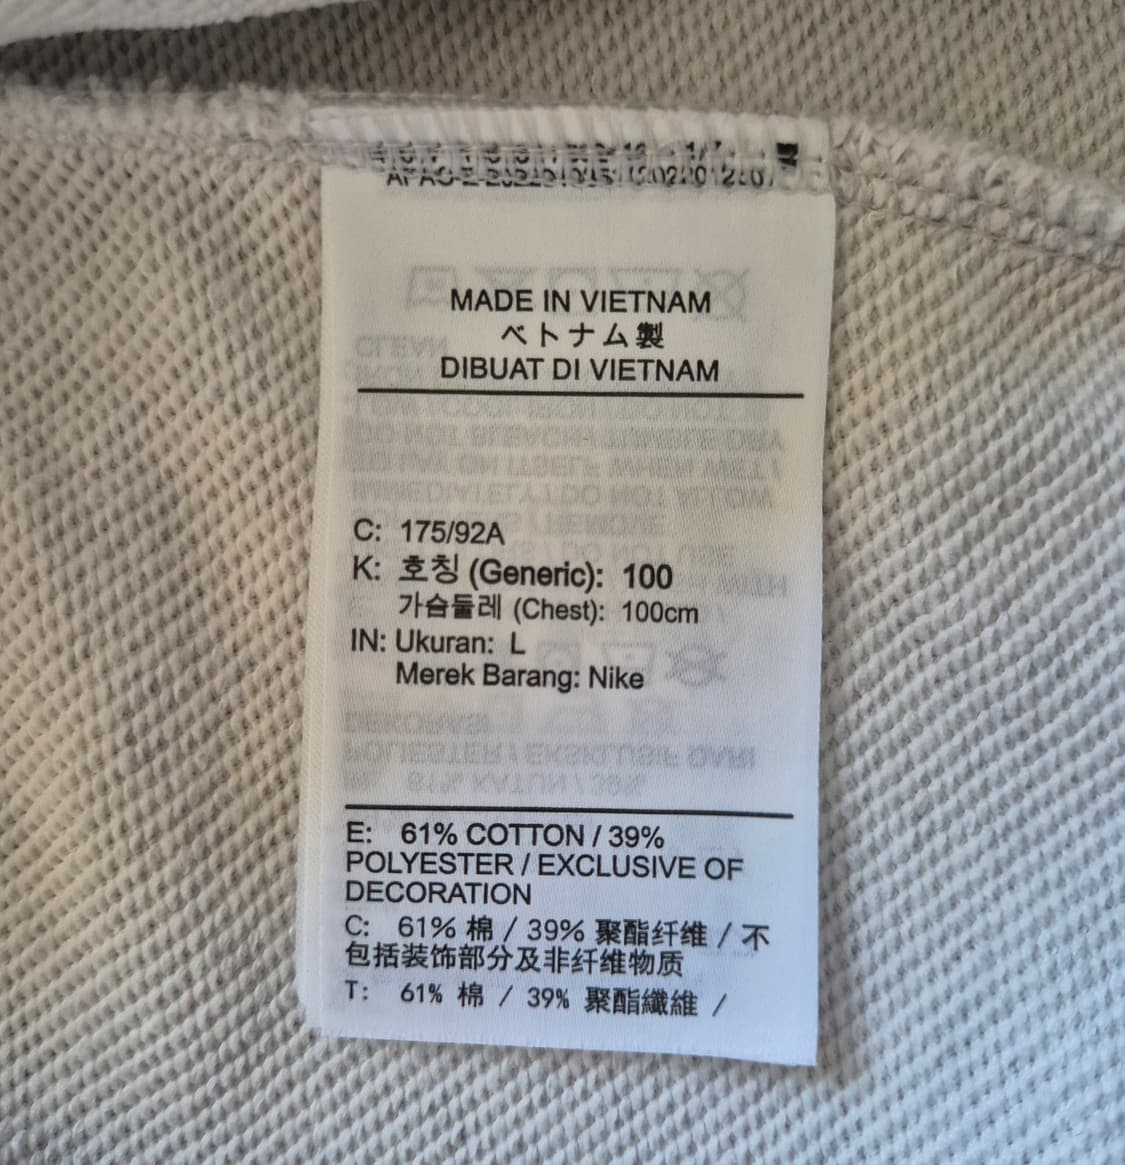 MADE IN VIETNAM
ベトナム製
DIBUAT DI VIETNAM
C: 175/92A
K: 호칭 (Generic): 100
가슴둘레 (Chest): 100cm
IN: Ukuran: L
Merek Barang: Nike
E: 61% COTTON / 39%
POLYESTER / EXCLUSIVE OF
DECORATION
C: 61% 棉 / 39% 聚酯纤维 / 不
包括装饰部分及非纤维物质
T: 61% 棉 / 39% 聚酯纖維 /